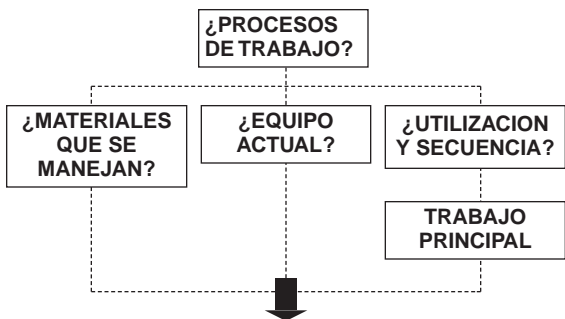 ¿PROCESOS
DE TRABAJO?
¿MATERIALES
QUE SE
MANEJAN?
¿EQUIPO
ACTUAL?
¿UTILIZACION
Y SECUENCIA?
TRABAJO
PRINCIPAL